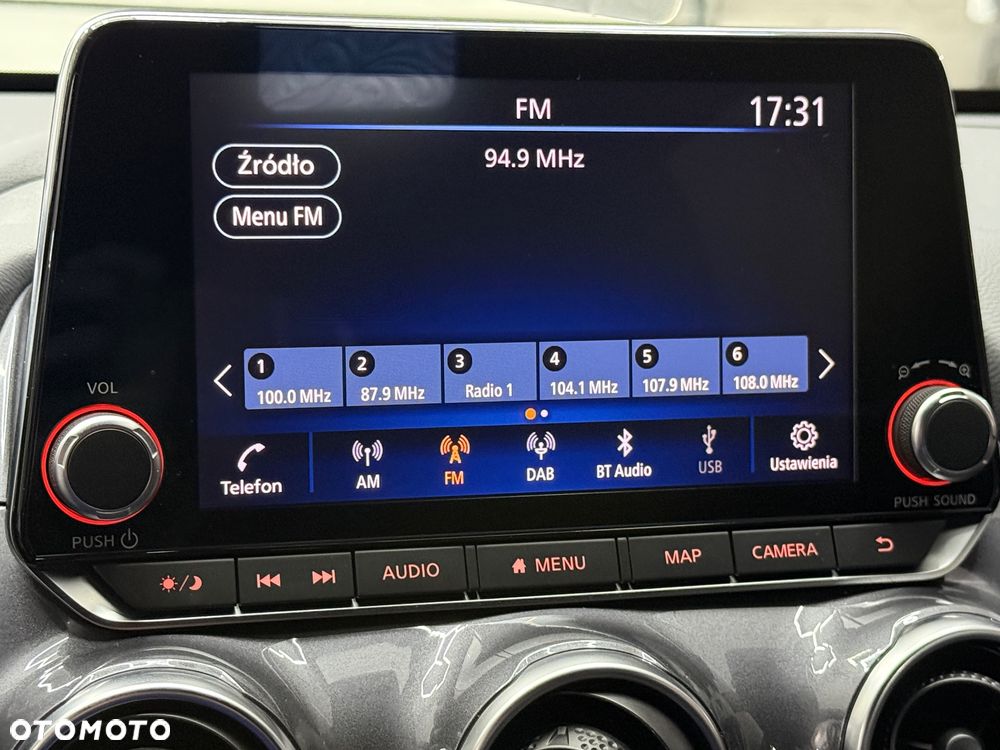 FM
17:31
Źródło
94.9 MHz
Menu FM
1
2
3
4
5
6
100.0 MHz
87.9 MHz
Radio 1
104.1 MHz
107.9 MHz
108.0 MHz
VOL
Telefon
AM
FM
DAB
BT Audio
USB
Ustawienia
PUSH
PUSH SOUND
AUDIO
MENU
MAP
CAMERA
OTOMOTO